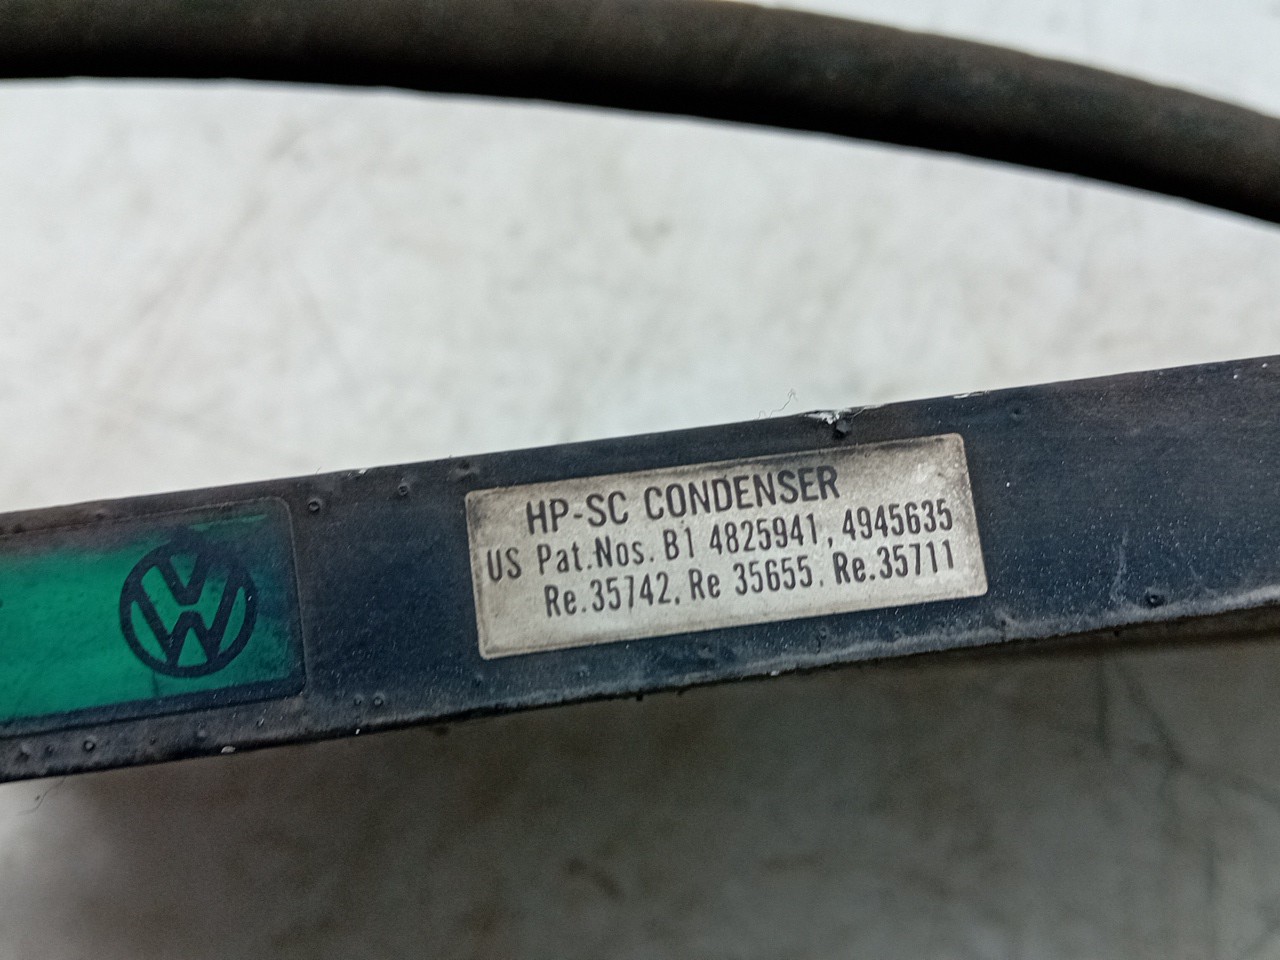 HP-SC CONDENSER
US Pat.Nos. B1 4825941, 4945635
Re.35742, Re 35655, Re.35711